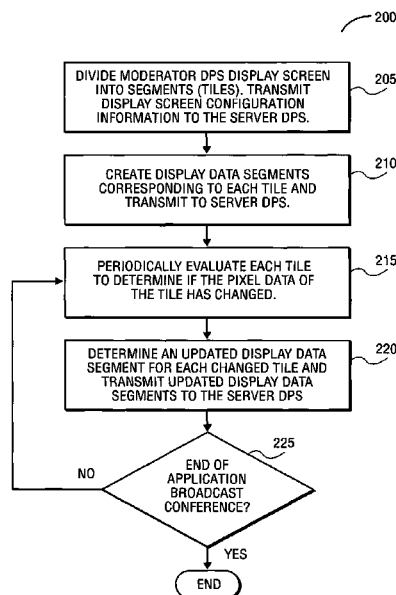 200
DIVIDE MODERATOR DPS DISPLAY SCREEN
INTO SEGMENTS (TILES). TRANSMIT
DISPLAY SCREEN CONFIGURATION
INFORMATION TO THE SERVER DPS.
205
CREATE DISPLAY DATA SEGMENTS
CORRESPONDING TO EACH TILE AND
TRANSMIT TO SERVER DPS.
210
PERIODICALLY EVALUATE EACH TILE
TO DETERMINE IF THE PIXEL DATA OF
THE TILE HAS CHANGED.
215
DETERMINE AN UPDATED DISPLAY DATA
SEGMENT FOR EACH CHANGED TILE AND
TRANSMIT UPDATED DISPLAY DATA
SEGMENTS TO THE SERVER DPS
220
END OF
APPLICATION
BROADCAST
CONFERENCE?
225
NO
YES
END